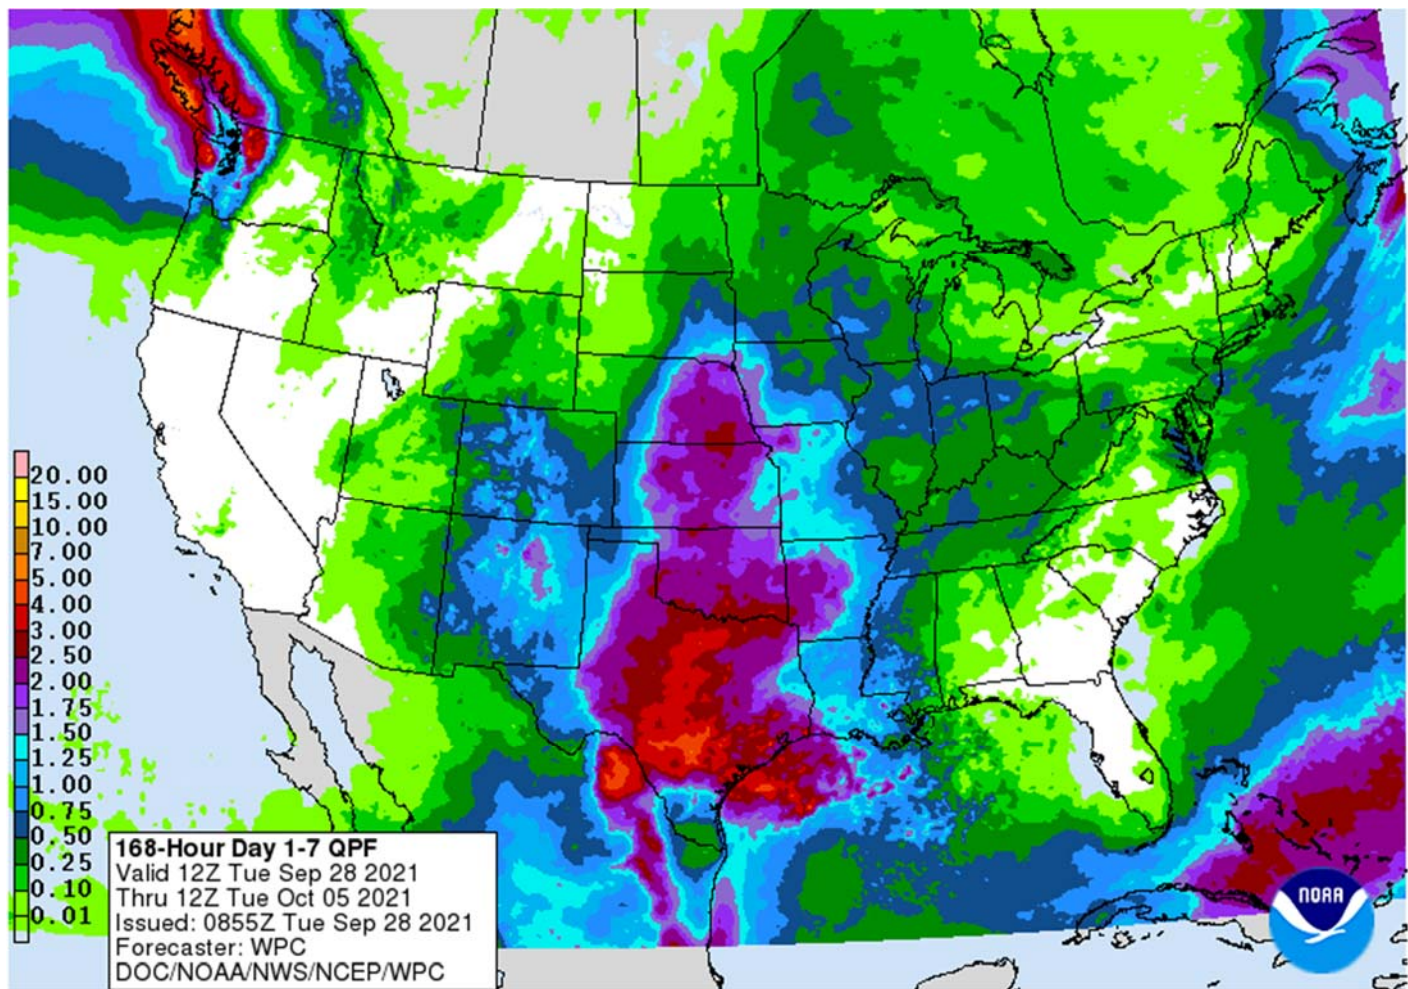 20.00
15.00
10.00
7.00
5.00
4.00
3.00
2.50
2.00
1.75
1.50
1.25
1.00
0.75
0.50
0.25
0.10
0.01
168-Hour Day 1-7 QPF
Valid 12Z Tue Sep 28 2021
Thru 12Z Tue Oct 05 2021
Issued: 0855Z Tue Sep 28 2021
Forecaster: WPC
DOC/NOAA/NWS/NCEP/WPC
NOAA